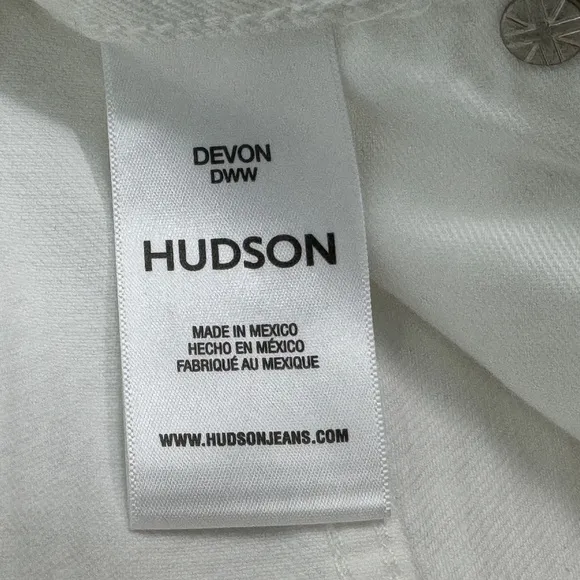 DEVON
DWW
HUDSON
MADE IN MEXICO
HECHO EN MÉXICO
FABRIQUÉ AU MEXIQUE
WWW.HUDSONJEANS.COM